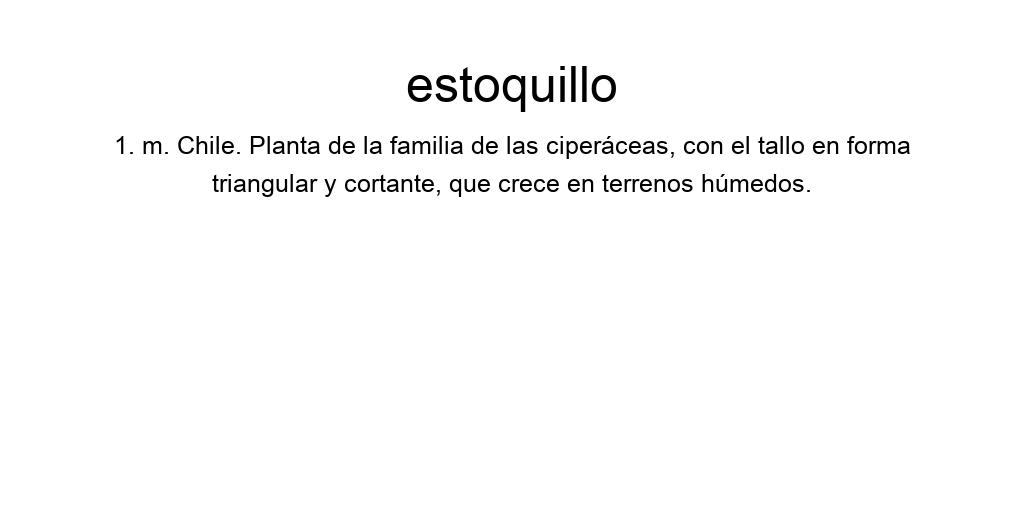 estoquillo
1. m. Chile. Planta de la familia de las ciperáceas, con el tallo en forma
triangular y cortante, que crece en terrenos húmedos.